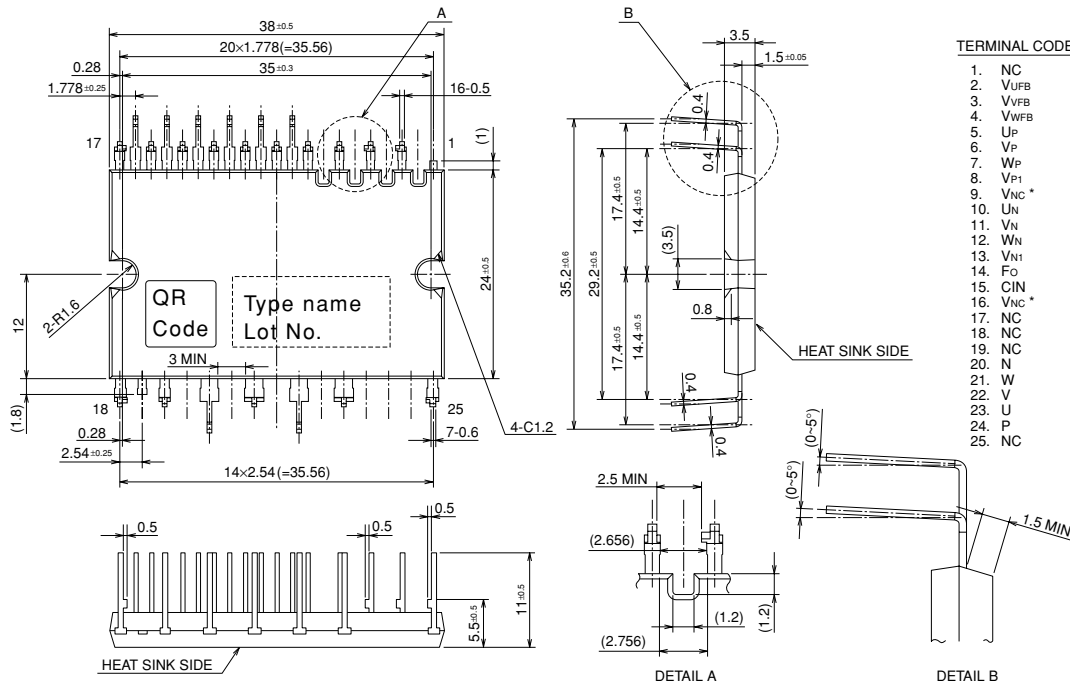 A
38±0.5
20×1.778(=35.56)
0.28
35±0.3
1.778±0.25
16-0.5
17
1
(1)
24±0.5
12
2-R1.6
QR
Code
Type name
Lot No.
3 MIN
(1.8)
18
25
0.28
7-0.6
4-C1.2
2.54±0.25
14×2.54(=35.56)
B
3.5
1.5±0.05
0.4
0.4
35.2±0.6
17.4±0.5
29.2±0.5
14.4±0.5
(3.5)
0.8
17.4±0.5
14.4±0.5
0.4
0.4
HEAT SINK SIDE
TERMINAL CODE
1. NC
2. VUFB
3. VVFB
4. VWFB
5. UP
6. VP
7. WP
8. VP1
9. VNC *
10. UN
11. VN
12. WN
13. VN1
14. FO
15. CIN
16. VNC *
17. NC
18. NC
19. NC
20. N
21. W
22. V
23. U
24. P
25. NC
0.5
0.5
0.5
5.5±0.5
11±0.5
HEAT SINK SIDE
2.5 MIN
(2.656)
(1.2)
(1.2)
(2.756)
DETAIL A
(0~5°)
(0~5°)
1.5 MIN
DETAIL B